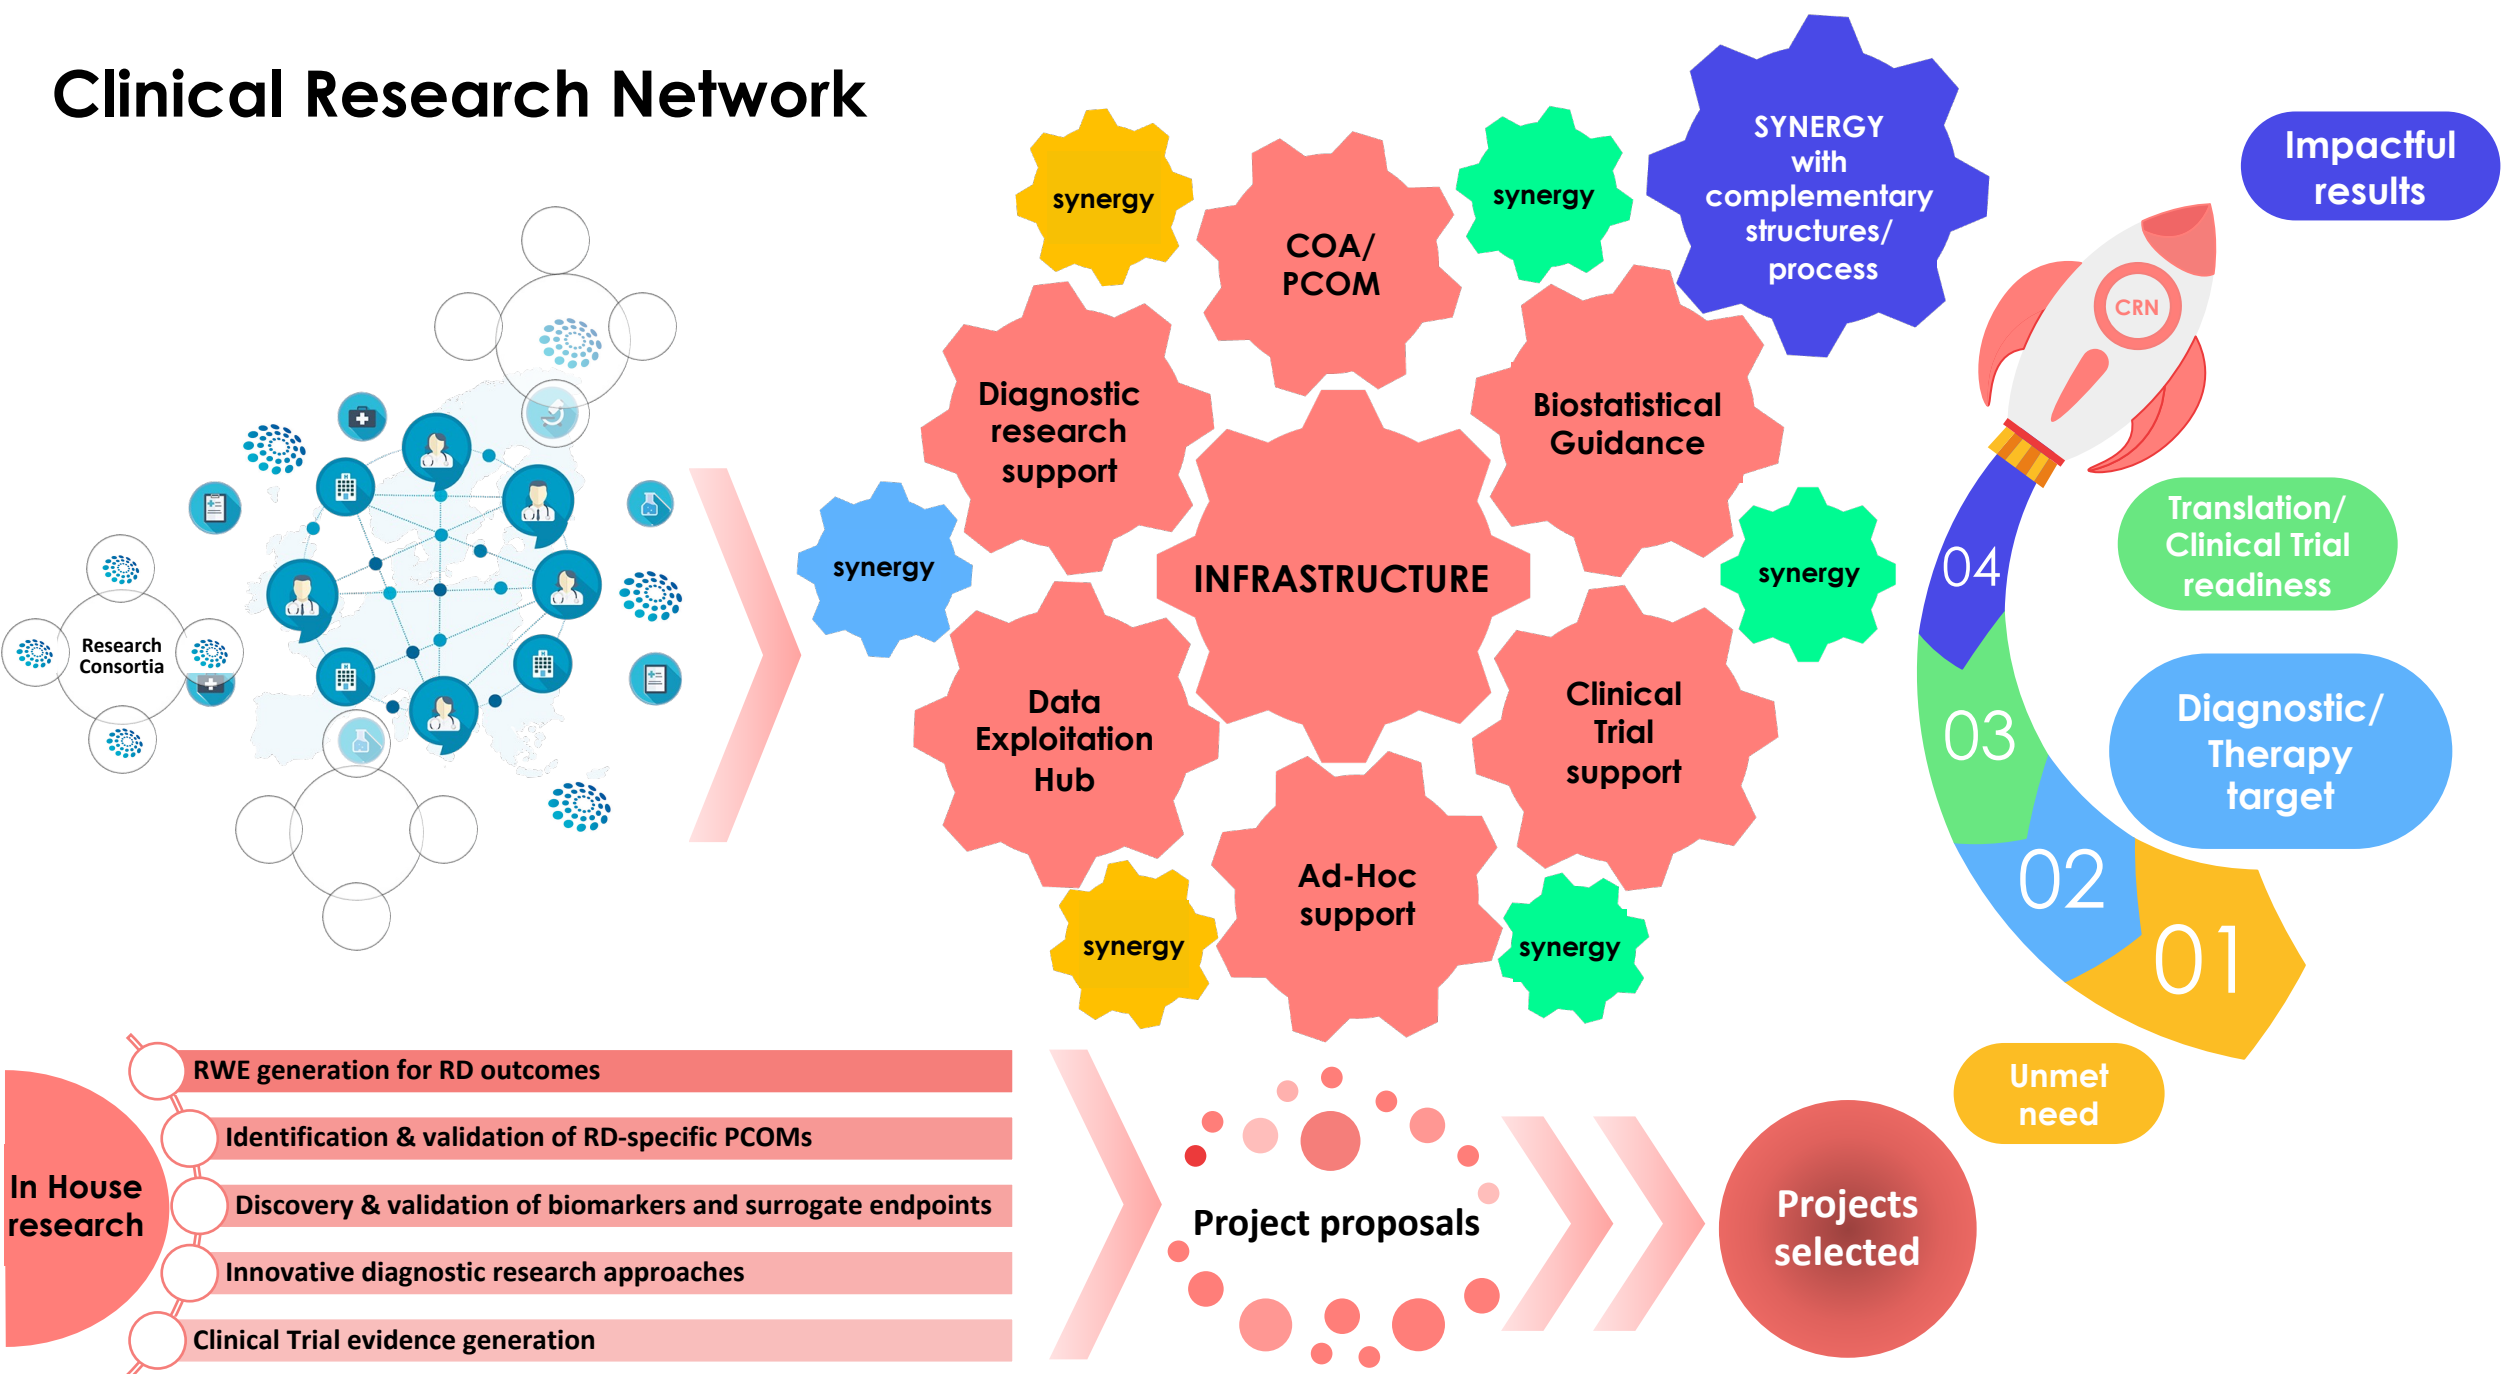 Clinical Research Network
Research
Consortia
synergy
COA/
PCOM
synergy
SYNERGY
with
complementary
structures/
process
Diagnostic
research
support
Biostatistical
Guidance
synergy
INFRASTRUCTURE
synergy
Data
Exploitation
Hub
Clinical
Trial
support
Ad-Hoc
support
synergy
synergy
Impactful
results
CRN
Translation/
Clinical Trial
readiness
04
Diagnostic/
Therapy
target
03
02
01
Unmet
need
In House
research
RWE generation for RD outcomes
Identification & validation of RD-specific PCOMs
Discovery & validation of biomarkers and surrogate endpoints
Innovative diagnostic research approaches
Clinical Trial evidence generation
Project proposals
Projects
selected